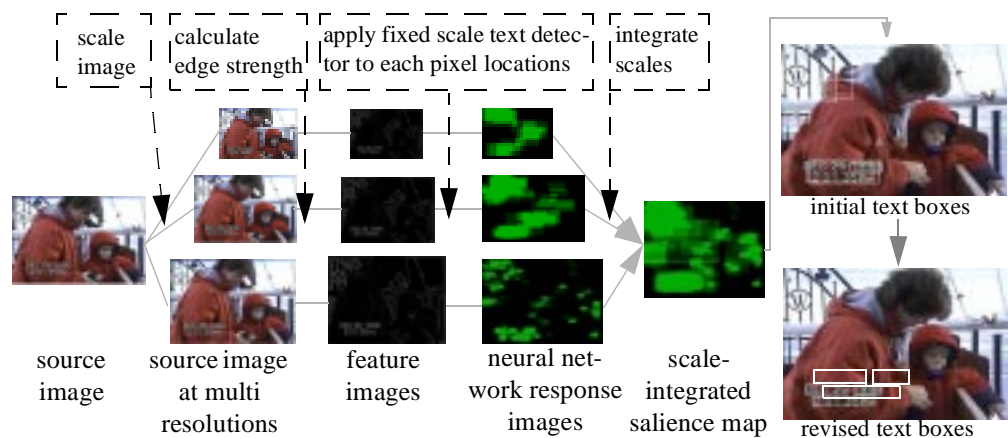 scale
image
calculate
edge strength
apply fixed scale text detec-
tor to each pixel locations
integrate
scales
initial text boxes
source
image
source image
at multi
resolutions
feature
images
neural net-
work response
images
scale-
integrated
salience map
revised text boxes